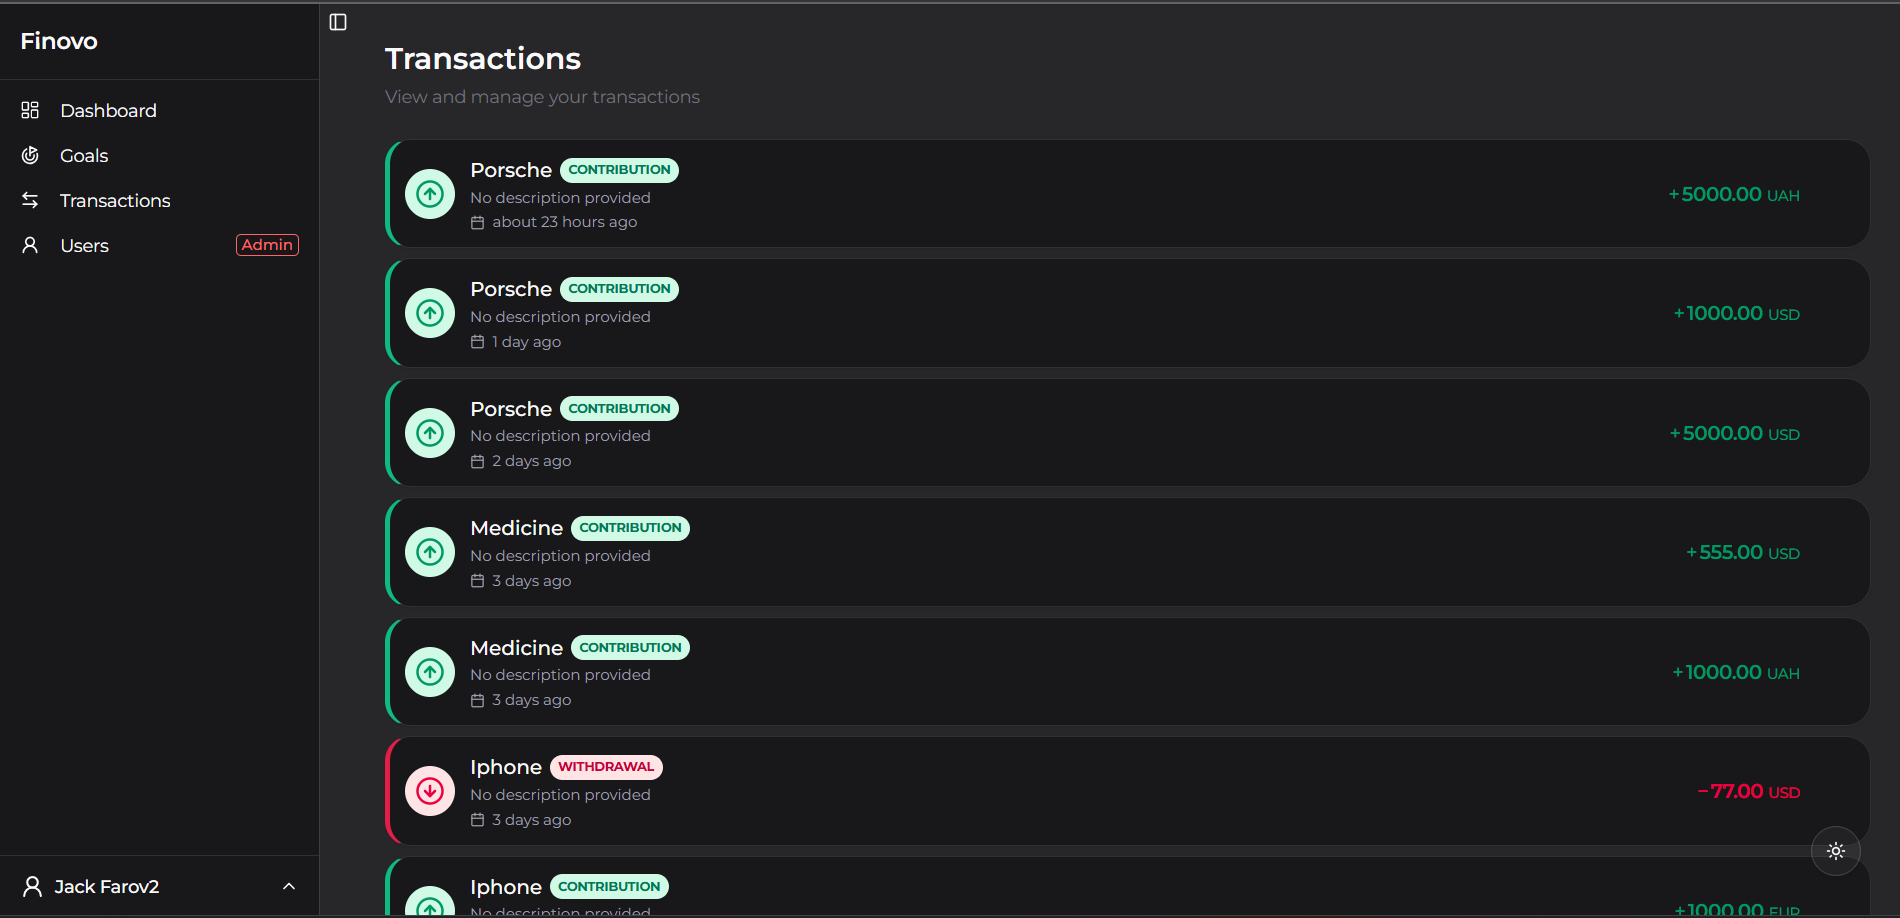 Finovo
Dashboard
Goals
Transactions
Users
Admin
Jack Farov2
Transactions
View and manage your transactions
Porsche CONTRIBUTION
No description provided
about 23 hours ago
+5000.00 UAH
Porsche CONTRIBUTION
No description provided
1 day ago
+1000.00 USD
Porsche CONTRIBUTION
No description provided
2 days ago
+5000.00 USD
Medicine CONTRIBUTION
No description provided
3 days ago
+555.00 USD
Medicine CONTRIBUTION
No description provided
3 days ago
+1000.00 UAH
Iphone WITHDRAWAL
No description provided
3 days ago
−77.00 USD
Iphone CONTRIBUTION
No description provided
+1000.00 EUR